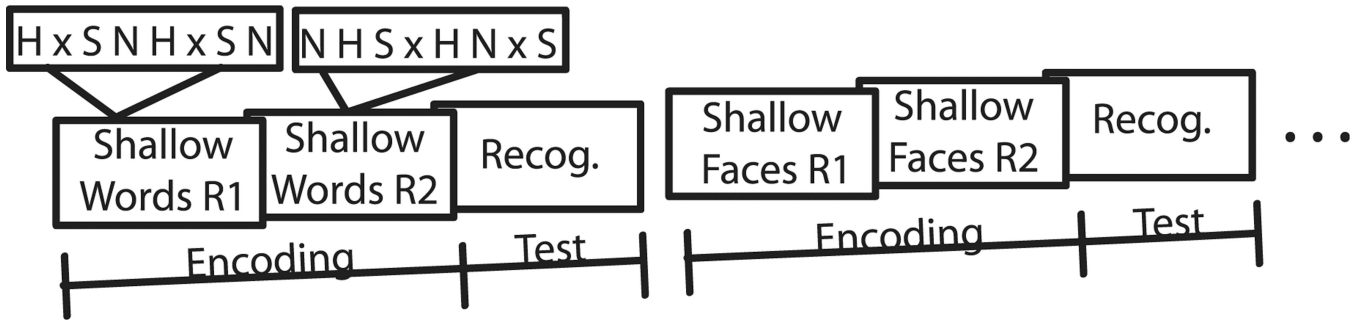 H x S N H x S N
N H S x H N x S
Shallow
Words R1
Shallow
Words R2
Recog.
Encoding
Test
Shallow
Faces R1
Shallow
Faces R2
Recog.
...
Encoding
Test